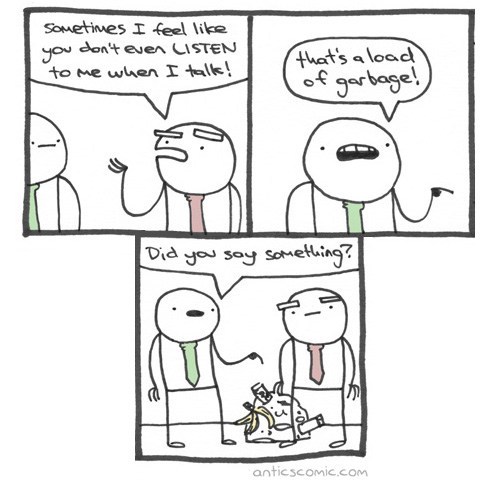 Sometimes I feel like
you don't even LISTEN
to me when I talk!
that's a load
of garbage!
Did you say something?
anticscomic.com